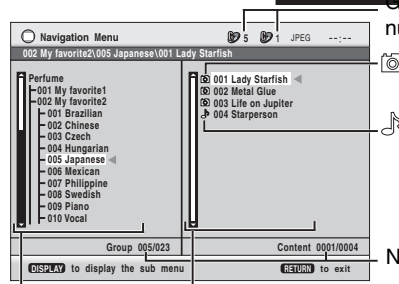 G
nu
Navigation Menu 5 1 JPEG --:--
002 My favorite2\005 Japanese\001 Lady Starfish
Perfume
001 My favorite1
002 My favorite2
001 Brazilian
002 Chinese
003 Czech
004 Hungarian
005 Japanese
006 Mexican
007 Philippine
008 Swedish
009 Piano
010 Vocal
001 Lady Starfish
002 Metal Glue
003 Life on Jupiter
004 Starperson
Group 005/023
Content 0001/0004
N
DISPLAY to display the sub menu
RETURN to exit